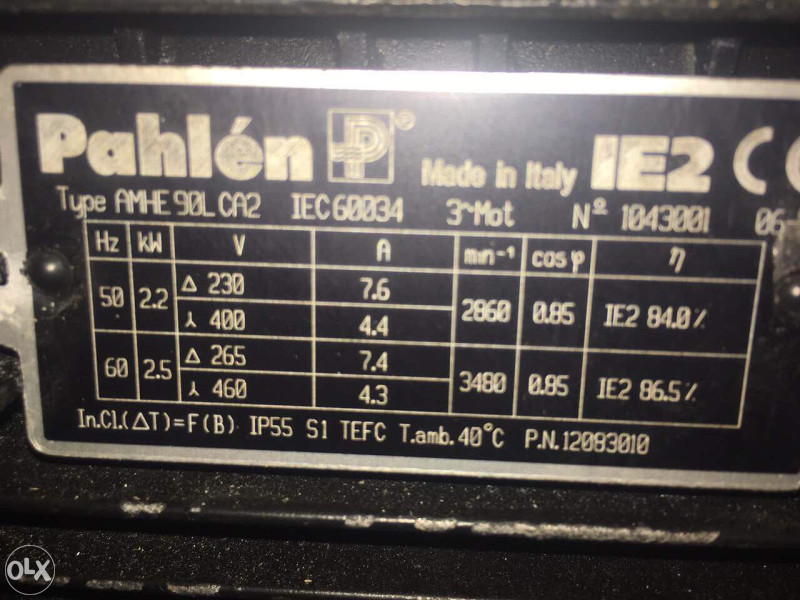 Pahlén P ® Made in Italy IE2 C
Type AMHE 90L CA2 IEC 60034 3~Mot Nº 1043001 06-
Hz kW V A min⁻¹ cos φ η
50 2.2 Δ 230 7.6 2860 0.85 IE2 84.0%
⅄ 400 4.4
60 2.5 Δ 265 7.4 3480 0.85 IE2 86.5%
⅄ 460 4.3
In.Cl.(ΔT)=F(B) IP55 S1 TEFC T.amb.40°C P.N.12083010
OLX